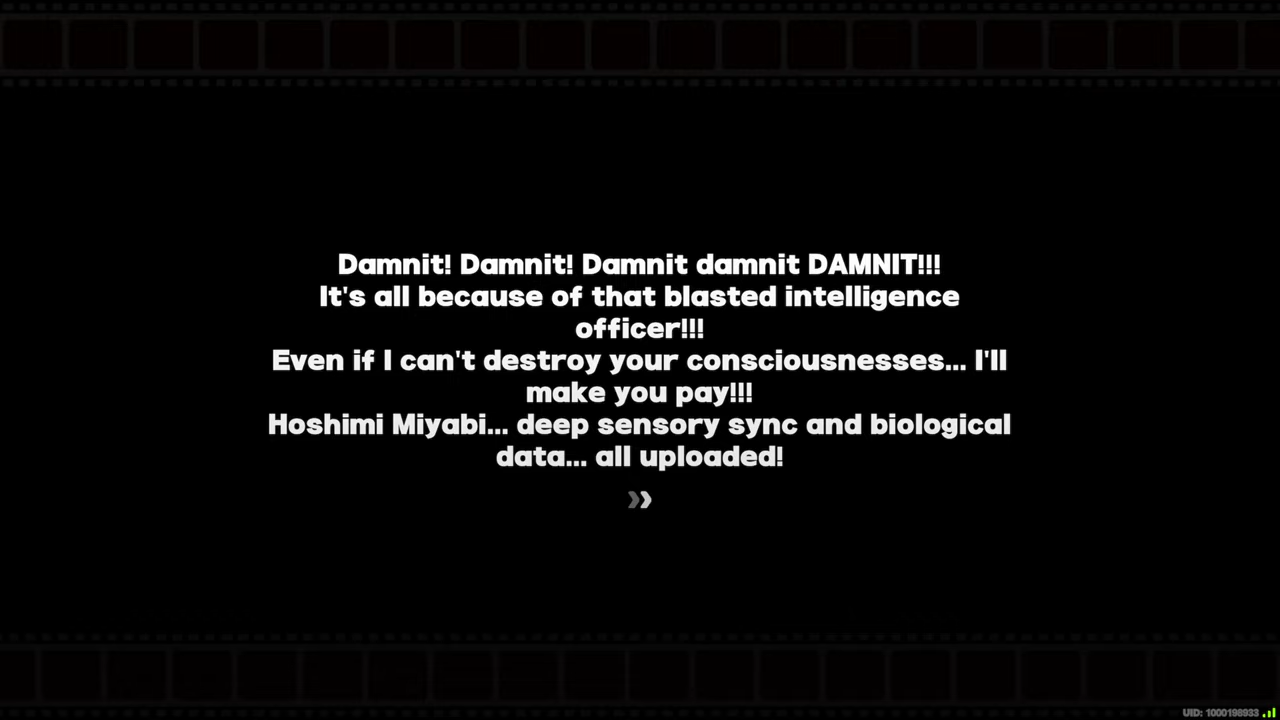 Damnit! Damnit! Damnit damnit DAMNIT!!!
It's all because of that blasted intelligence
officer!!!
Even if I can't destroy your consciousnesses... I'll
make you pay!!!
Hoshimi Miyabi... deep sensory sync and biological
data... all uploaded!
UID: 1000198933